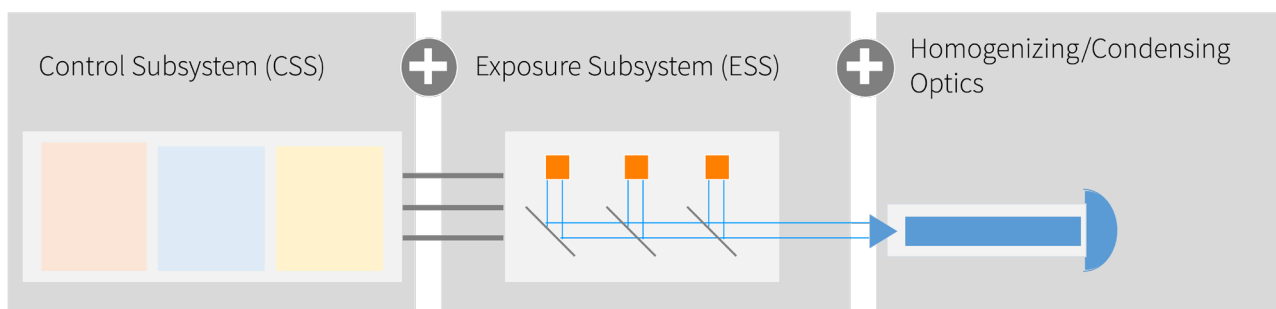 Control Subsystem (CSS)
Exposure Subsystem (ESS)
Homogenizing/Condensing
Optics